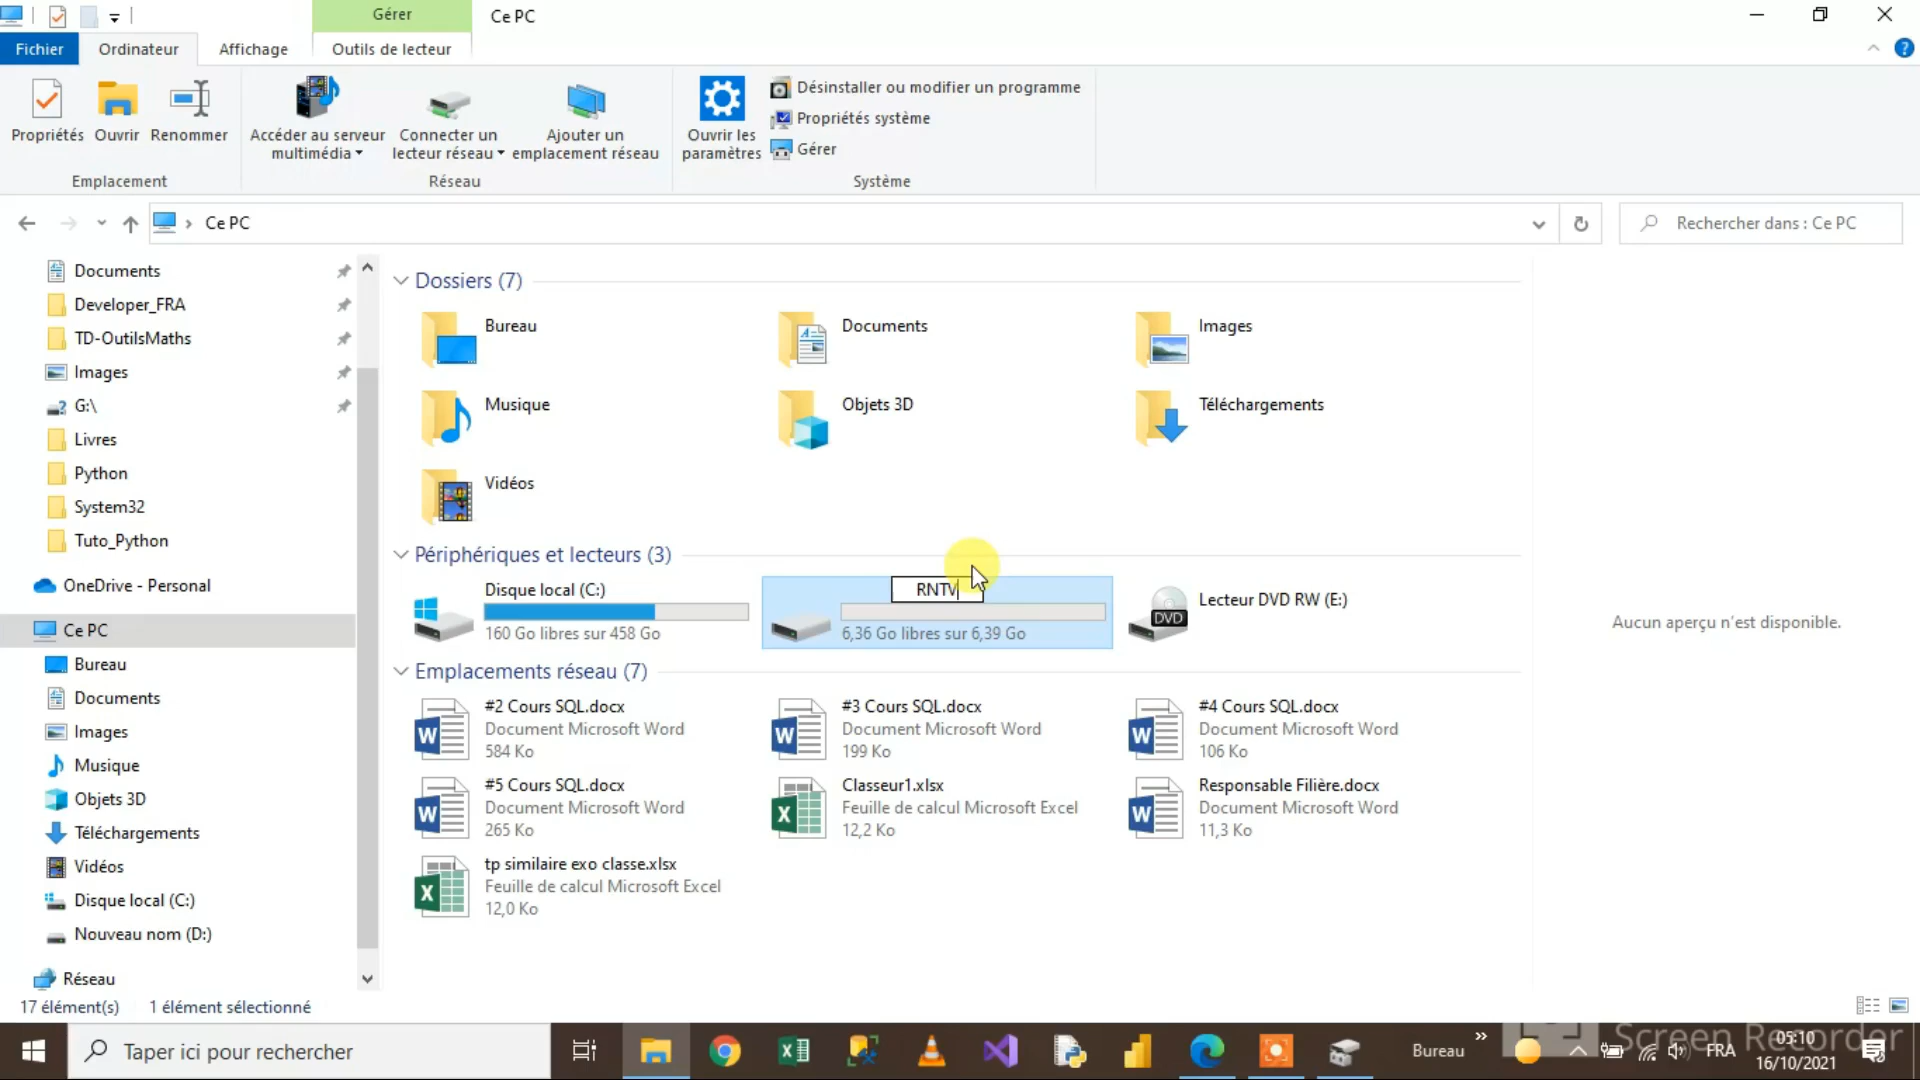 Gérer
Ce PC
Fichier
Ordinateur
Affichage
Outils de lecteur
Propriétés
Ouvrir
Renommer
Accéder au serveur
multimédia
Connecter un
lecteur réseau
Ajouter un
emplacement réseau
Ouvrir les
paramètres
Désinstaller ou modifier un programme
Propriétés système
Gérer
Emplacement
Réseau
Système
Ce PC
Rechercher dans : Ce PC
Documents
Developer_FRA
TD-OutilsMaths
Images
G:\
Livres
Python
System32
Tuto_Python
OneDrive - Personal
Ce PC
Bureau
Documents
Images
Musique
Objets 3D
Téléchargements
Vidéos
Disque local (C:)
Nouveau nom (D:)
Réseau
Dossiers (7)
Bureau
Documents
Images
Musique
Objets 3D
Téléchargements
Vidéos
Périphériques et lecteurs (3)
Disque local (C:)
160 Go libres sur 458 Go
RNTV
6,36 Go libres sur 6,39 Go
DVD
Lecteur DVD RW (E:)
Emplacements réseau (7)
#2 Cours SQL.docx
Document Microsoft Word
584 Ko
#3 Cours SQL.docx
Document Microsoft Word
199 Ko
#4 Cours SQL.docx
Document Microsoft Word
106 Ko
#5 Cours SQL.docx
Document Microsoft Word
265 Ko
Classeur1.xlsx
Feuille de calcul Microsoft Excel
12,2 Ko
Responsable Filière.docx
Document Microsoft Word
11,3 Ko
tp similaire exo classe.xlsx
Feuille de calcul Microsoft Excel
12,0 Ko
Aucun aperçu n'est disponible.
17 élément(s)
1 élément sélectionné
Taper ici pour rechercher
Bureau
FRA
05:10
16/10/2021
Screen Recorder